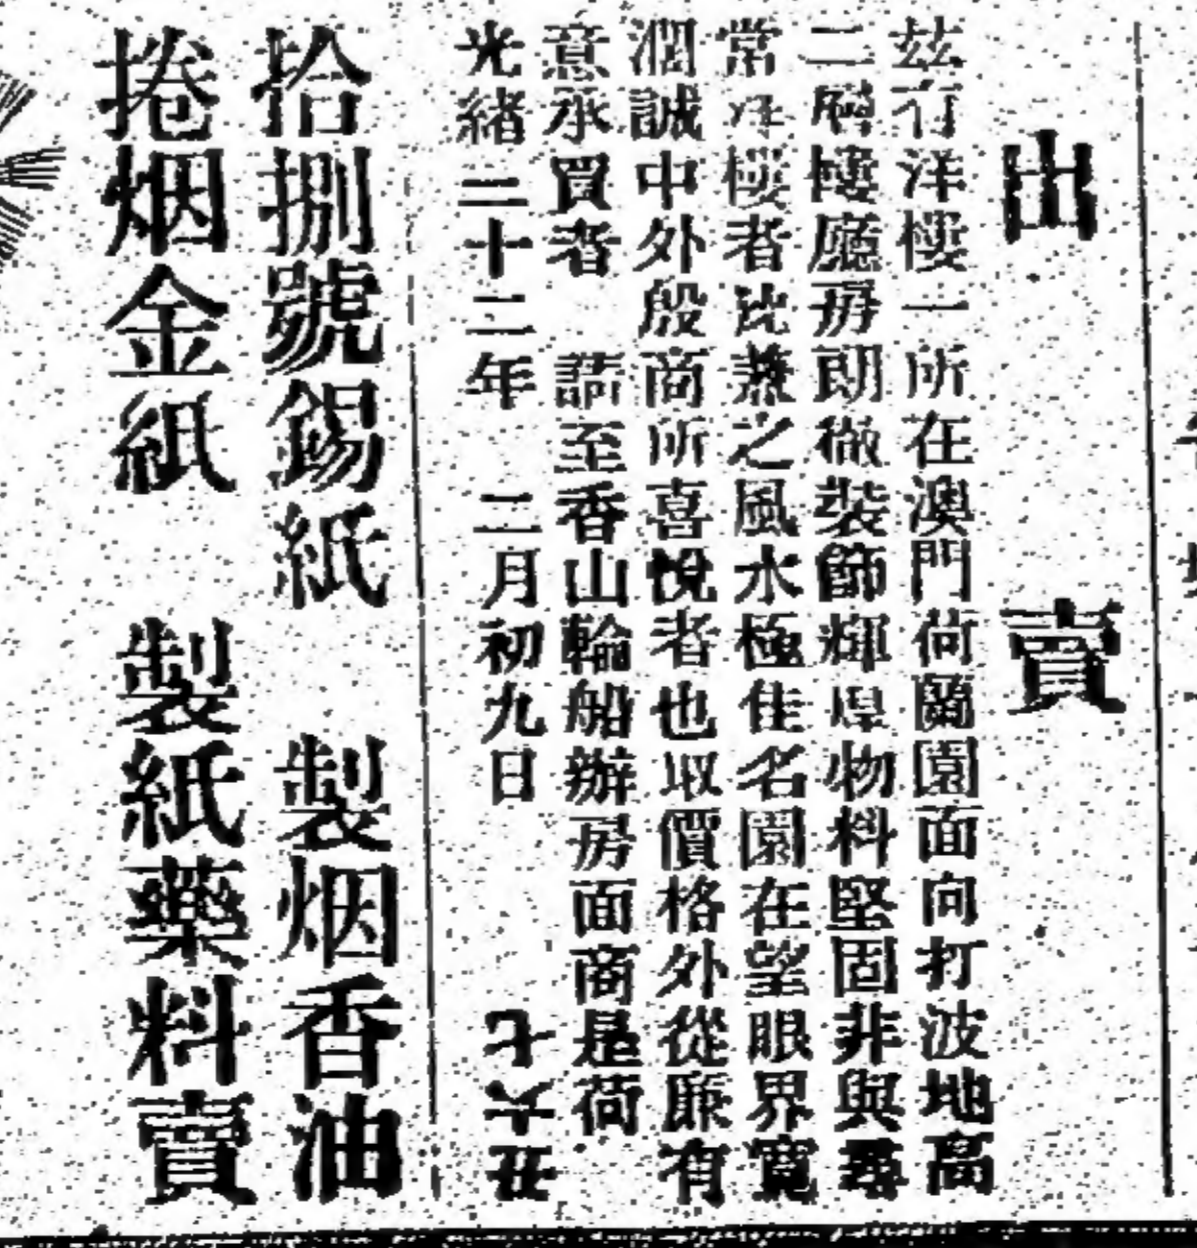 出賣
茲有洋樓一所在澳門荷蘭園面向打波地高
二層樓廳房朗徹裝飾輝煌物料堅固非與尋
常洋樓者比兼之風水極佳名園在望眼界寬
濶誠中外殷商所喜悅者也取價格外從廉有
意承買者 請至香山輪船辦房面商是荷
光緒二十二年 二月初九日
拾捌號錫紙 製烟香油
捲烟金紙 製紙藥料賣